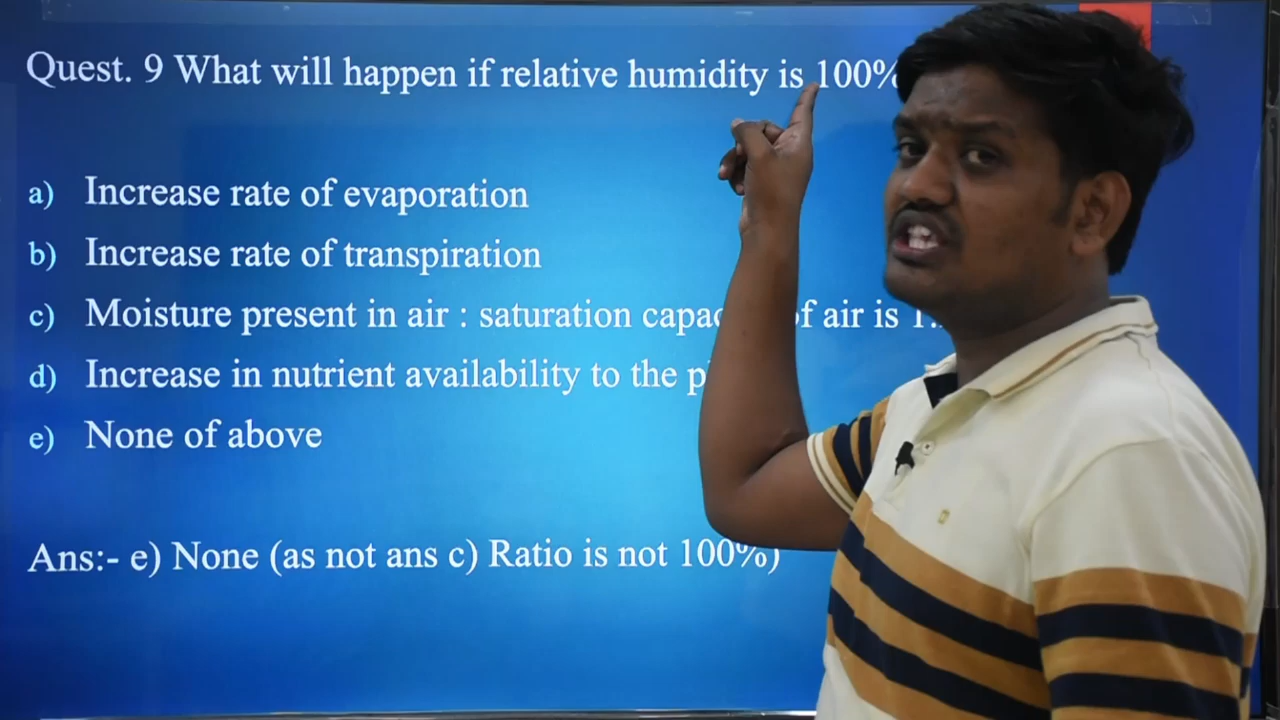 Quest. 9 What will happen if relative humidity is 100%
a) Increase rate of evaporation
b) Increase rate of transpiration
c) Moisture present in air : saturation of air is
d) Increase in nutrient availability to the
e) None of above
Ans:- e) None (as not ans c) Ratio is not 100%)